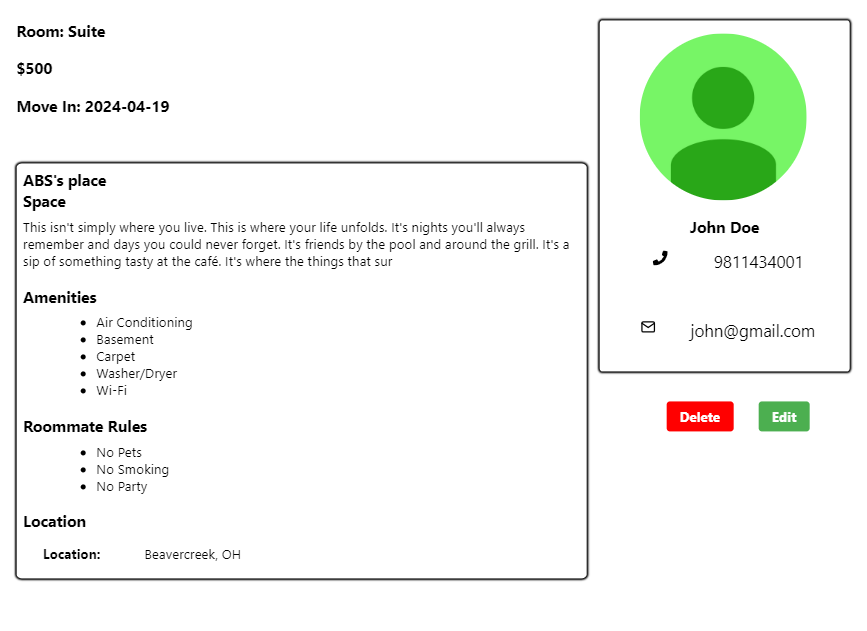 Room: Suite
$500
Move In: 2024-04-19
ABS's place
Space
This isn't simply where you live. This is where your life unfolds. It's nights you'll always
remember and days you could never forget. It's friends by the pool and around the grill. It's a
sip of something tasty at the café. It's where the things that sur
Amenities
Air Conditioning
Basement
Carpet
Washer/Dryer
Wi-Fi
Roommate Rules
No Pets
No Smoking
No Party
Location
Location: Beavercreek, OH
John Doe
9811434001
john@gmail.com
Delete Edit